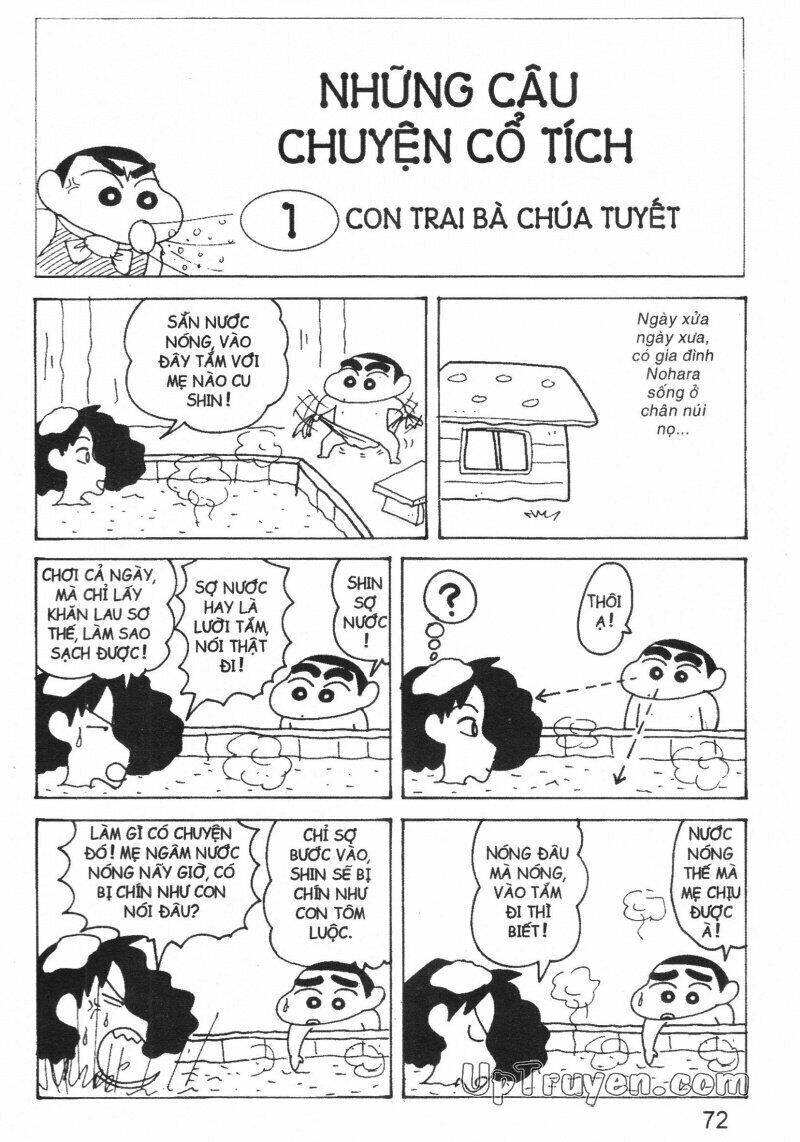 NHỮNG CÂU
CHUYỆN CỔ TÍCH
1 CON TRAI BÀ CHÚA TUYẾT
Ngày xửa
ngày xưa,
có gia đình
Nohara
sống ở
chân núi
nọ...
SẴN NƯỚC
NÓNG, VÀO
ĐÂY TẮM VỚI
MẸ NÀO CU
SHIN!
THÔI
Ạ!
?
SHIN
SỢ
NƯỚC
!
SỢ NƯỚC
HAY LÀ
LƯỜI TẮM,
NÓI THẬT
ĐI!
CHƠI CẢ NGÀY,
MÀ CHỈ LẤY
KHĂN LAU SƠ
THẾ, LÀM SAO
SẠCH ĐƯỢC!
NƯỚC
NÓNG
THẾ MÀ
MẸ CHỊU
ĐƯỢC
À!
NÓNG ĐÂU
MÀ NÓNG,
VÀO TẮM
ĐI THÌ
BIẾT!
CHỈ SỢ
BƯỚC VÀO,
SHIN SẼ BỊ
CHÍN NHƯ
CON TÔM
LUỘC.
LÀM GÌ CÓ CHUYỆN
ĐÓ! MẸ NGÂM NƯỚC
NÓNG NÃY GIỜ, CÓ
BỊ CHÍN NHƯ CON
NÓI ĐÂU?
UpTruyen.com
72